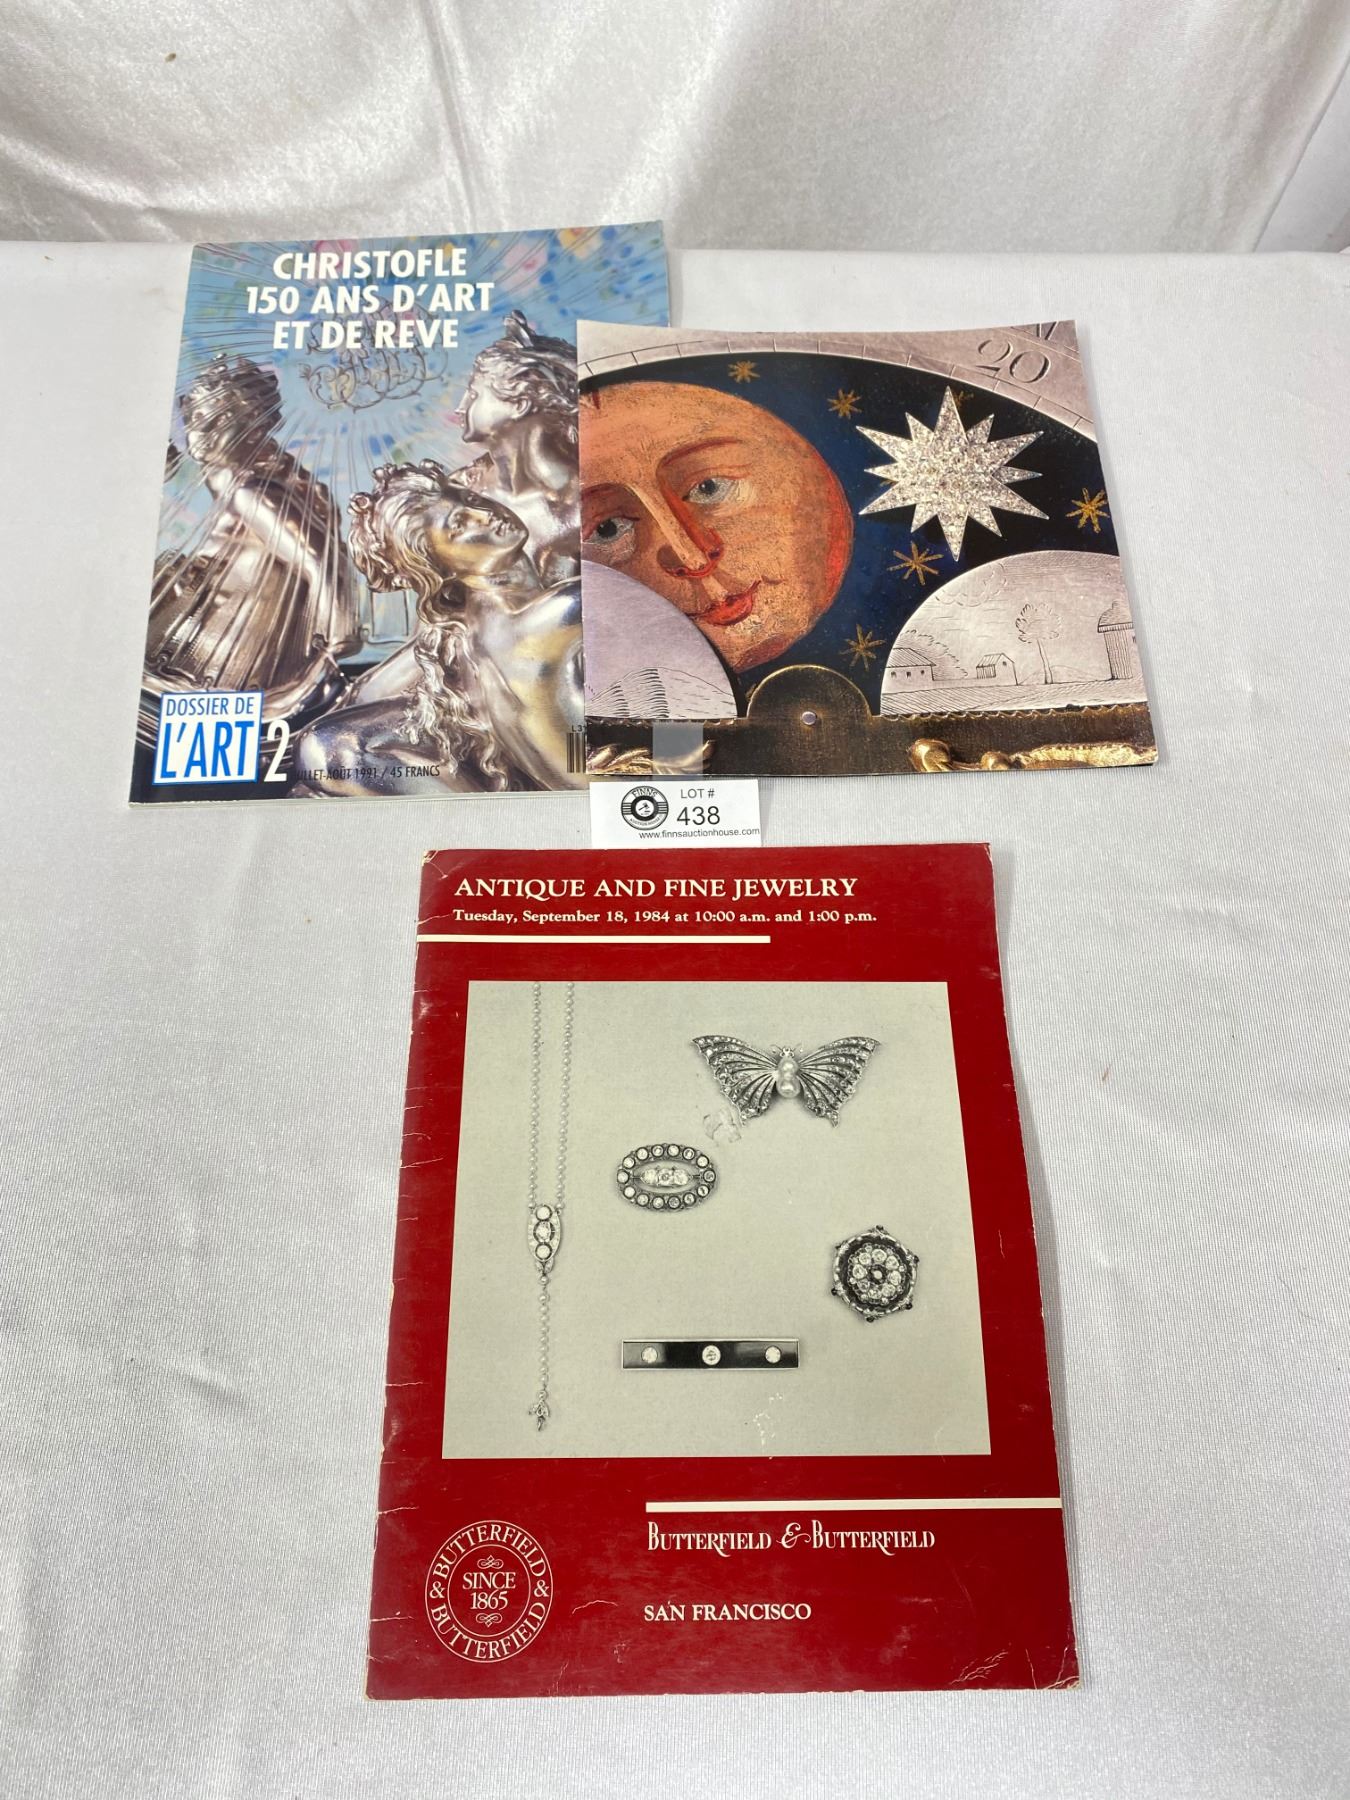 CHRISTOFLE
150 ANS D'ART
ET DE REVE
DOSSIER DE
L'ART 2
ILLET-AOÛT 1991 / 45 FRANCS
20
FINNS
LOT #
438
www.finnsauctionhouse.com
ANTIQUE AND FINE JEWELRY
Tuesday, September 18, 1984 at 10:00 a.m. and 1:00 p.m.
BUTTERFIELD & BUTTERFIELD
SINCE
1865
BUTTERFIELD & BUTTERFIELD
SAN FRANCISCO